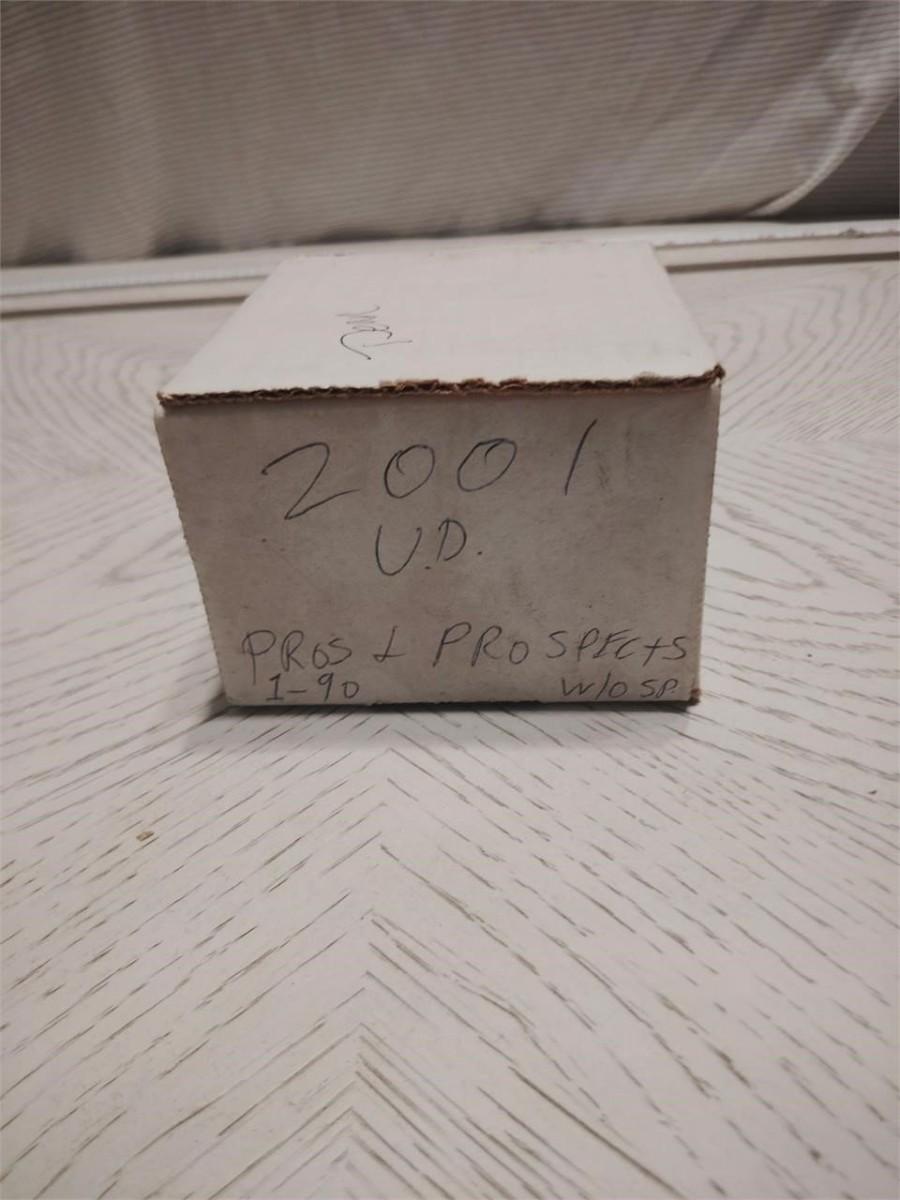 2001
U.D.
PROS & PROSPECTS
1-90 W/O SP.